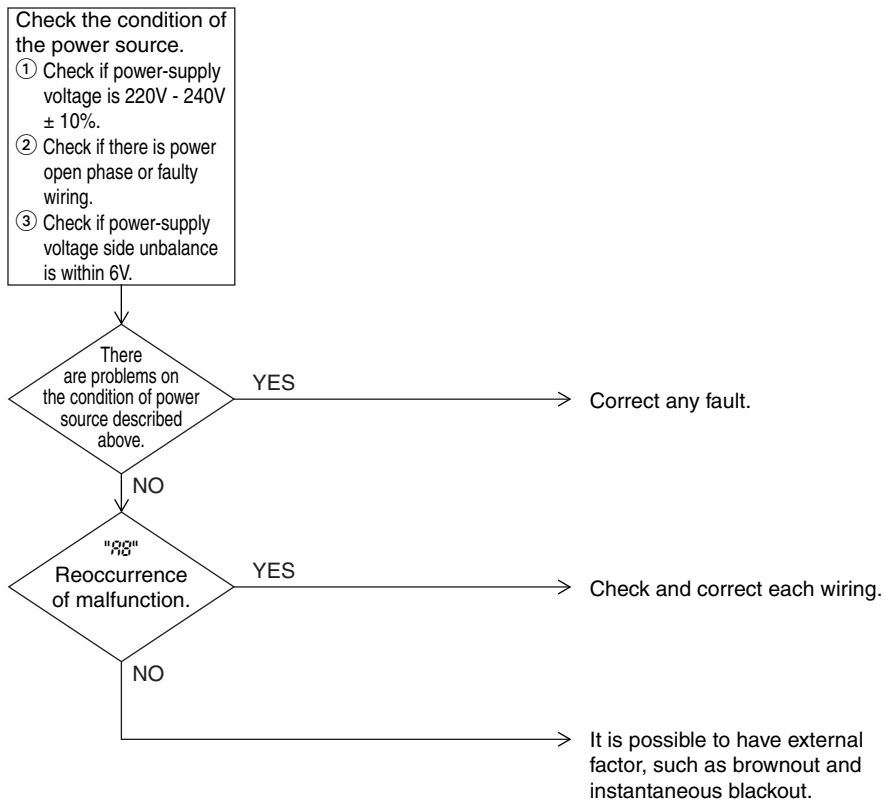 Check the condition of
the power source.
① Check if power-supply
voltage is 220V - 240V
± 10%.
② Check if there is power
open phase or faulty
wiring.
③ Check if power-supply
voltage side unbalance
is within 6V.
There
are problems on
the condition of power
source described
above.
YES
Correct any fault.
NO
"A8"
Reoccurrence
of malfunction.
YES
Check and correct each wiring.
NO
It is possible to have external
factor, such as brownout and
instantaneous blackout.